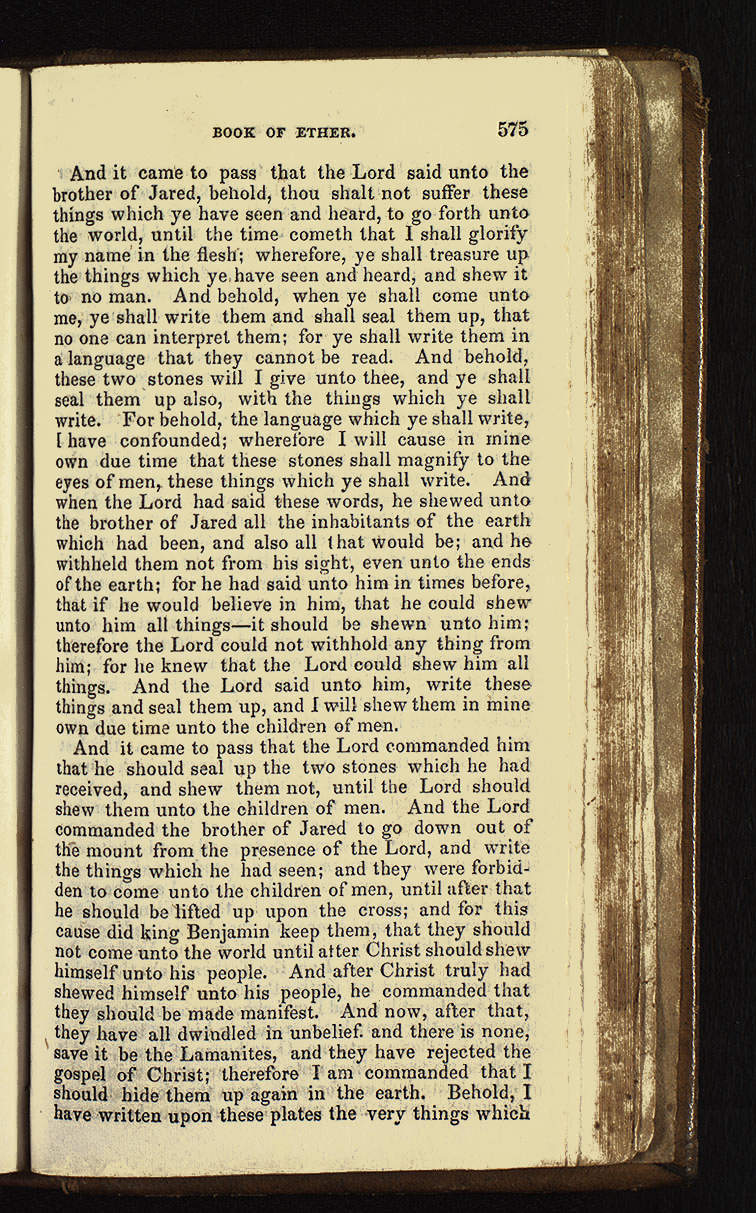 BOOK OF ETHER. 575
And it came to pass that the Lord said unto the
brother of Jared, behold, thou shalt not suffer these
things which ye have seen and heard, to go forth unto
the world, until the time cometh that I shall glorify
my name in the flesh; wherefore, ye shall treasure up
the things which ye have seen and heard, and shew it
to no man. And behold, when ye shall come unto
me, ye shall write them and shall seal them up, that
no one can interpret them; for ye shall write them in
a language that they cannot be read. And behold,
these two stones will I give unto thee, and ye shall
seal them up also, with the things which ye shall
write. For behold, the language which ye shall write,
I have confounded; wherefore I will cause in mine
own due time that these stones shall magnify to the
eyes of men, these things which ye shall write. And
when the Lord had said these words, he shewed unto
the brother of Jared all the inhabitants of the earth
which had been, and also all that would be; and he
withheld them not from his sight, even unto the ends
of the earth; for he had said unto him in times before,
that if he would believe in him, that he could shew
unto him all things—it should be shewn unto him;
therefore the Lord could not withhold any thing from
him; for he knew that the Lord could shew him all
things. And the Lord said unto him, write these
things and seal them up, and I will shew them in mine
own due time unto the children of men.
And it came to pass that the Lord commanded him
that he should seal up the two stones which he had
received, and shew them not, until the Lord should
shew them unto the children of men. And the Lord
commanded the brother of Jared to go down out of
the mount from the presence of the Lord, and write
the things which he had seen; and they were forbid-
den to come unto the children of men, until after that
he should be lifted up upon the cross; and for this
cause did king Benjamin keep them, that they should
not come unto the world until after Christ should shew
himself unto his people. And after Christ truly had
shewed himself unto his people, he commanded that
they should be made manifest. And now, after that,
they have all dwindled in unbelief. and there is none,
save it be the Lamanites, and they have rejected the
gospel of Christ; therefore I am commanded that I
should hide them up again in the earth. Behold, I
have written upon these plates the very things which